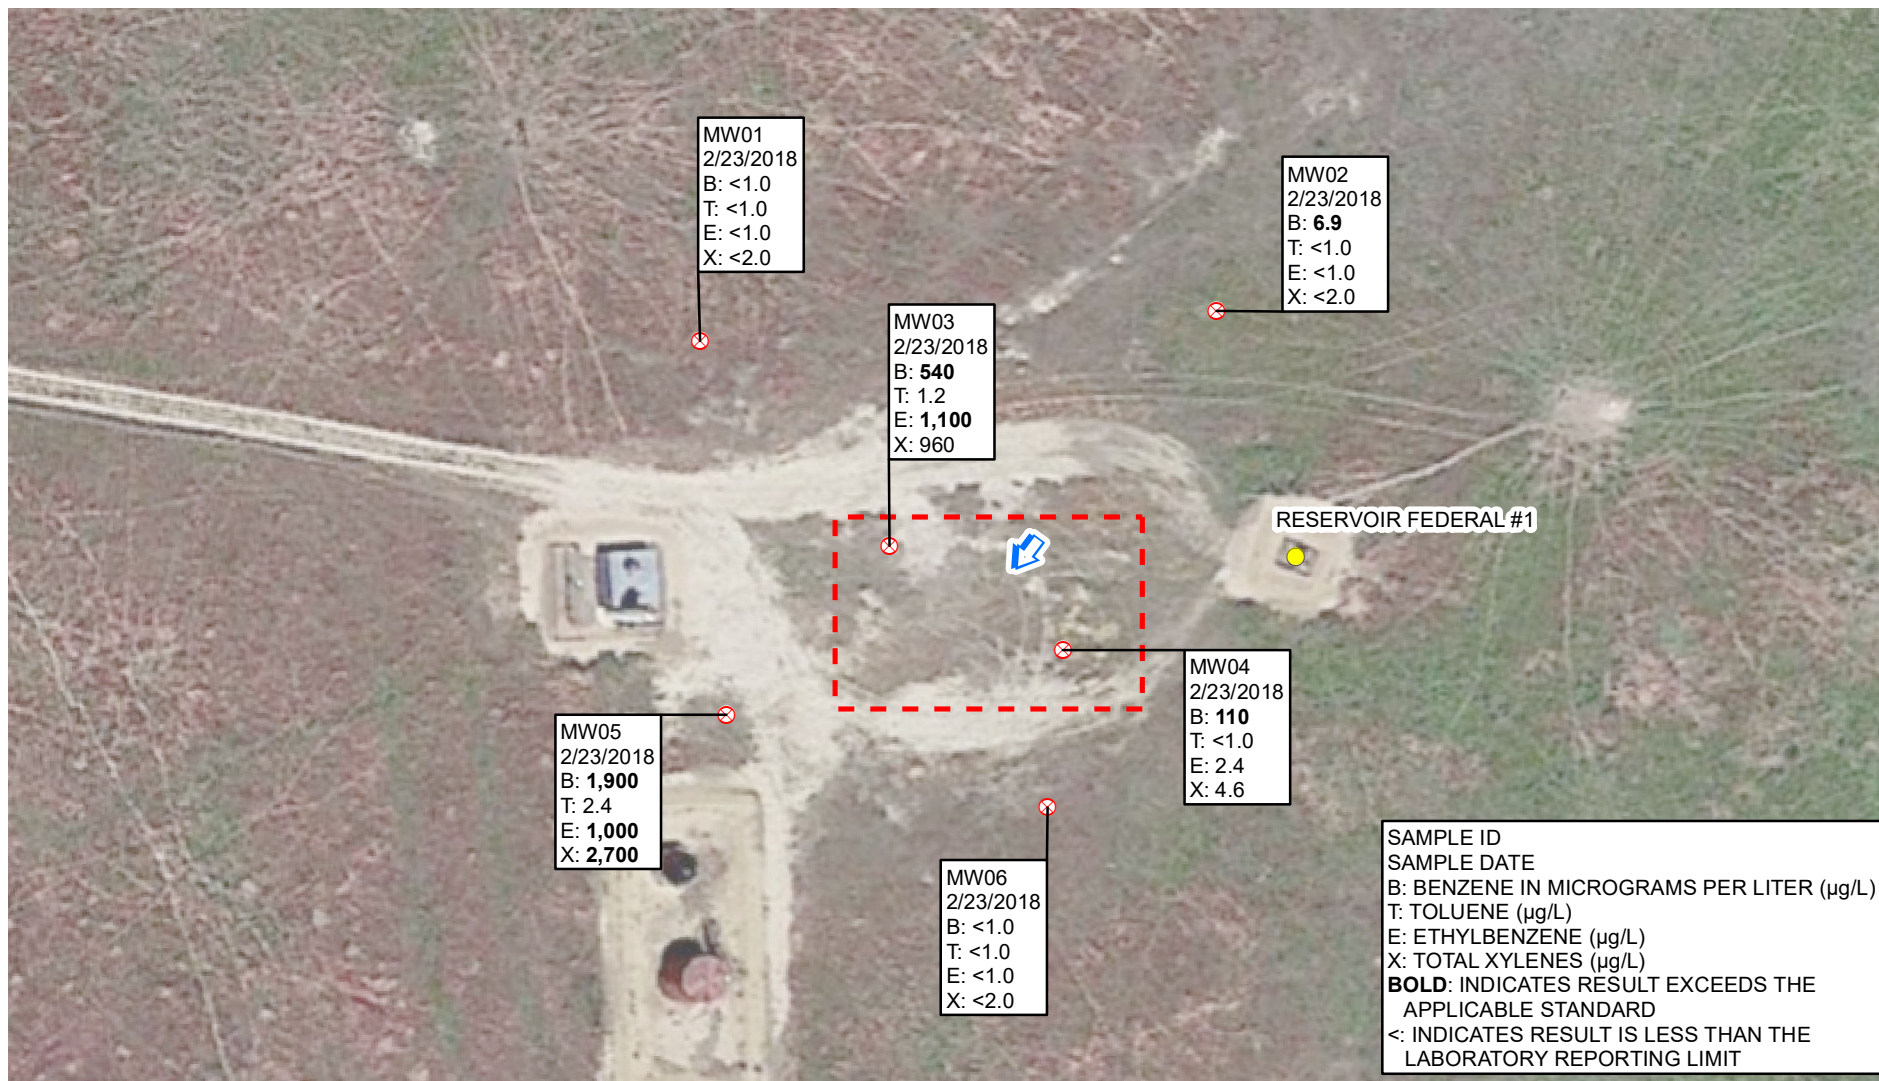 MW01
2/23/2018
B: <1.0
T: <1.0
E: <1.0
X: <2.0
MW02
2/23/2018
B: 6.9
T: <1.0
E: <1.0
X: <2.0
MW03
2/23/2018
B: 540
T: 1.2
E: 1,100
X: 960
RESERVOIR FEDERAL #1
MW04
2/23/2018
B: 110
T: <1.0
E: 2.4
X: 4.6
MW05
2/23/2018
B: 1,900
T: 2.4
E: 1,000
X: 2,700
MW06
2/23/2018
B: <1.0
T: <1.0
E: <1.0
X: <2.0
SAMPLE ID
SAMPLE DATE
B: BENZENE IN MICROGRAMS PER LITER (µg/L)
T: TOLUENE (µg/L)
E: ETHYLBENZENE (µg/L)
X: TOTAL XYLENES (µg/L)
BOLD: INDICATES RESULT EXCEEDS THE
APPLICABLE STANDARD
<: INDICATES RESULT IS LESS THAN THE
LABORATORY REPORTING LIMIT